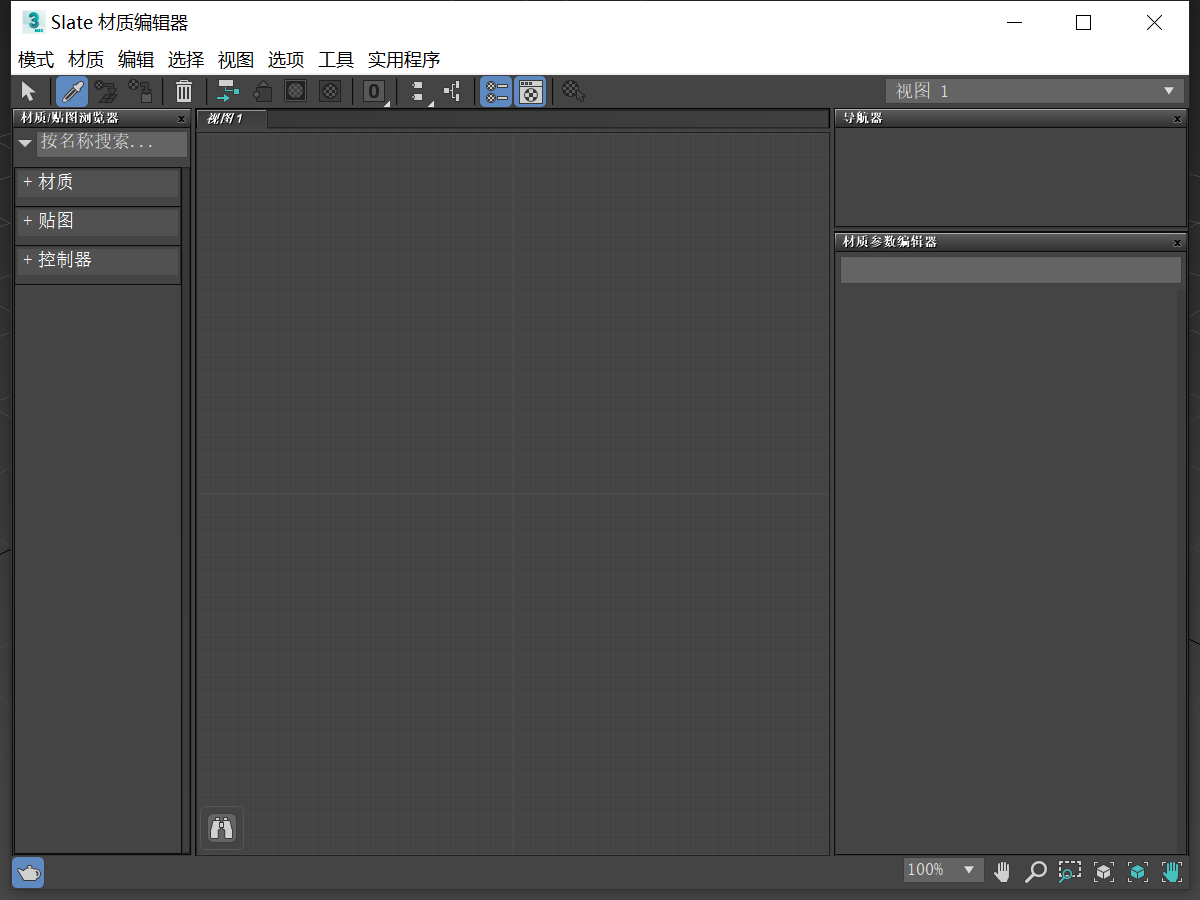 Slate 材质编辑器
模式 材质 编辑 选择 视图 选项 工具 实用程序
0
视图 1
材质/贴图浏览器
按名称搜索...
+ 材质
+ 贴图
+ 控制器
视图1
导航器
材质参数编辑器
100%